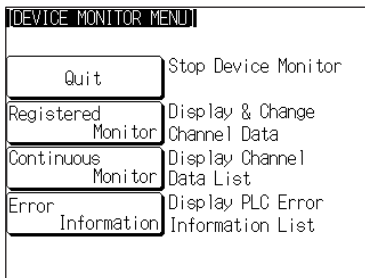 [DEVICE MONITOR MENU]
Quit
Stop Device Monitor
Registered
Monitor
Display & Change
Channel Data
Continuous
Monitor
Display Channel
Data List
Error
Information
Display PLC Error
Information List